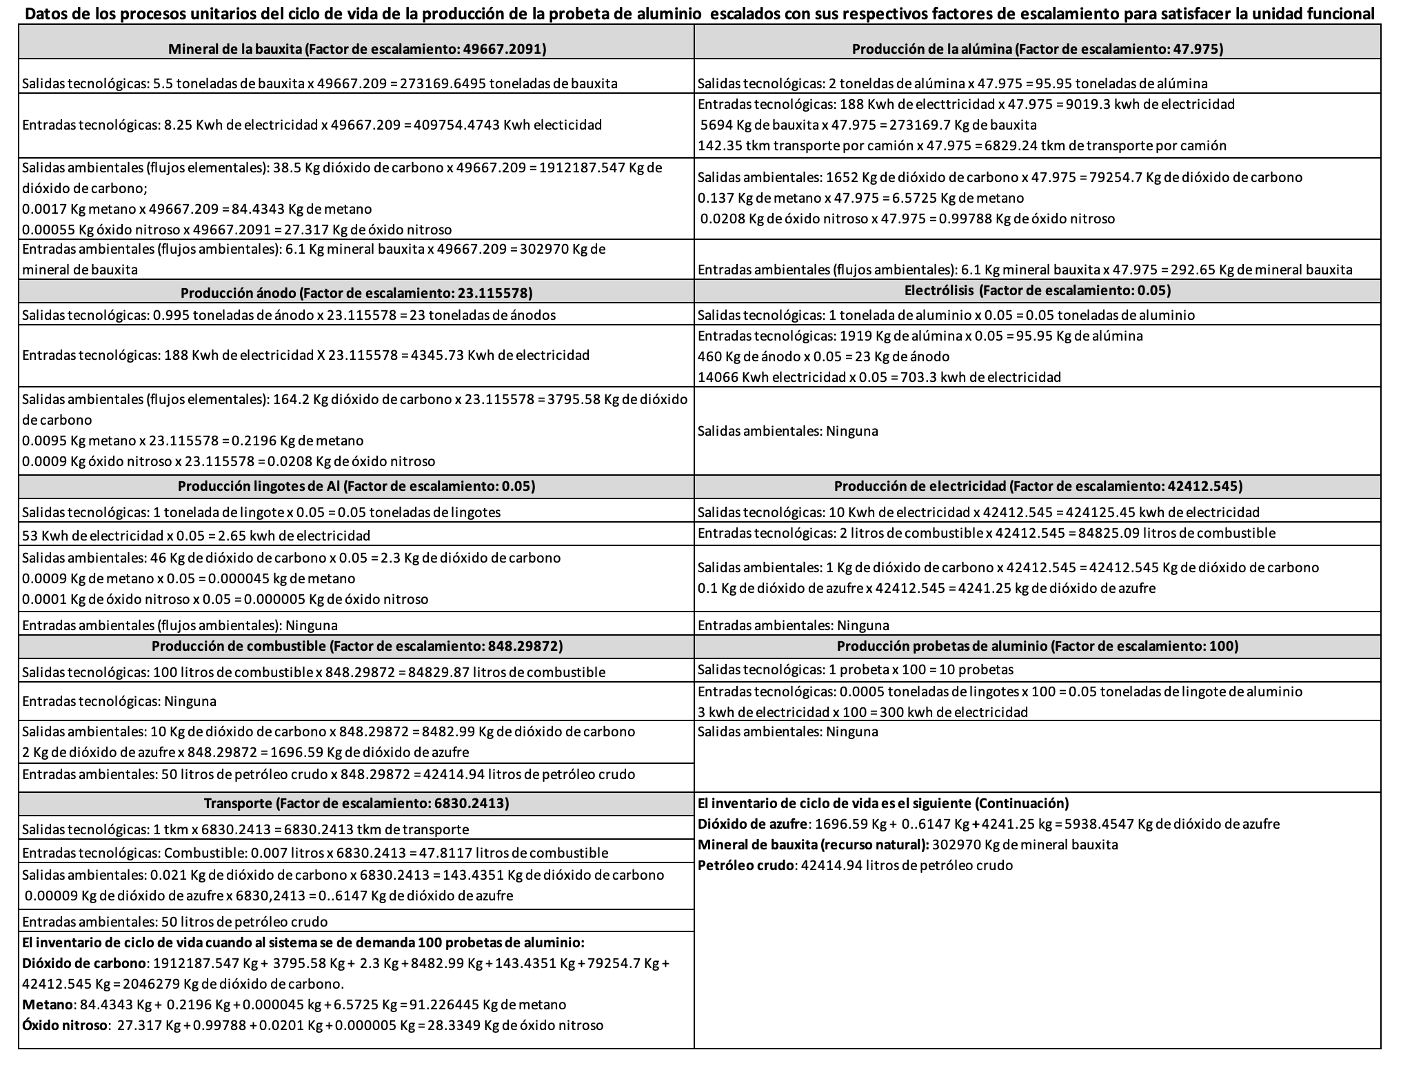 Datos de los procesos unitarios del ciclo de vida de la producción de la probeta de aluminio escalados con sus respectivos factores de escalamiento para satisfacer la unidad funcional
Mineral de la bauxita (Factor de escalamiento: 49667.2091)
Producción de la alúmina (Factor de escalamiento: 47.975)
Salidas tecnológicas: 5.5 toneladas de bauxita x 49667.209 = 273169.6495 toneladas de bauxita
Salidas tecnológicas: 2 toneldas de alúmina x 47.975 = 95.95 toneladas de alúmina
Entradas tecnológicas: 8.25 Kwh de electricidad x 49667.209 = 409754.4743 Kwh electicidad
Entradas tecnológicas: 188 Kwh de electtricidad x 47.975 = 9019.3 kwh de electricidad
5694 Kg de bauxita x 47.975 = 273169.7 Kg de bauxita
142.35 tkm transporte por camión x 47.975 = 6829.24 tkm de transporte por camión
Salidas ambientales (flujos elementales): 38.5 Kg dióxido de carbono x 49667.209 = 1912187.547 Kg de
dióxido de carbono;
0.0017 Kg metano x 49667.209 = 84.4343 Kg de metano
0.00055 Kg óxido nitroso x 49667.2091 = 27.317 Kg de óxido nitroso
Salidas ambientales: 1652 Kg de dióxido de carbono x 47.975 = 79254.7 Kg de dióxido de carbono
0.137 Kg de metano x 47.975 = 6.5725 Kg de metano
0.0208 Kg de óxido nitroso x 47.975 = 0.99788 Kg de óxido nitroso
Entradas ambientales (flujos ambientales): 6.1 Kg mineral bauxita x 49667.209 = 302970 Kg de
mineral de bauxita
Entradas ambientales (flujos ambientales): 6.1 Kg mineral bauxita x 47.975 = 292.65 Kg de mineral bauxita
Producción ánodo (Factor de escalamiento: 23.115578)
Electrólisis (Factor de escalamiento: 0.05)
Salidas tecnológicas: 0.995 toneladas de ánodo x 23.115578 = 23 toneladas de ánodos
Salidas tecnológicas: 1 tonelada de aluminio x 0.05 = 0.05 toneladas de aluminio
Entradas tecnológicas: 188 Kwh de electricidad X 23.115578 = 4345.73 Kwh de electricidad
Entradas tecnológicas: 1919 Kg de alúmina x 0.05 = 95.95 Kg de alúmina
460 Kg de ánodo x 0.05 = 23 Kg de ánodo
14066 Kwh electricidad x 0.05 = 703.3 kwh de electricidad
Salidas ambientales (flujos elementales): 164.2 Kg dióxido de carbono x 23.115578 = 3795.58 Kg de dióxido
de carbono
0.0095 Kg metano x 23.115578 = 0.2196 Kg de metano
0.0009 Kg óxido nitroso x 23.115578 = 0.0208 Kg de óxido nitroso
Salidas ambientales: Ninguna
Producción lingotes de Al (Factor de escalamiento: 0.05)
Producción de electricidad (Factor de escalamiento: 42412.545)
Salidas tecnológicas: 1 tonelada de lingote x 0.05 = 0.05 toneladas de lingotes
Salidas tecnológicas: 10 Kwh de electricidad x 42412.545 = 424125.45 kwh de electricidad
53 Kwh de electricidad x 0.05 = 2.65 kwh de electricidad
Entradas tecnológicas: 2 litros de combustible x 42412.545 = 84825.09 litros de combustible
Salidas ambientales: 46 Kg de dióxido de carbono x 0.05 = 2.3 Kg de dióxido de carbono
0.0009 Kg de metano x 0.05 = 0.000045 kg de metano
0.0001 Kg de óxido nitroso x 0.05 = 0.000005 Kg de óxido nitroso
Salidas ambientales: 1 Kg de dióxido de carbono x 42412.545 = 42412.545 Kg de dióxido de carbono
0.1 Kg de dióxido de azufre x 42412.545 = 4241.25 kg de dióxido de azufre
Entradas ambientales (flujos ambientales): Ninguna
Entradas ambientales: Ninguna
Producción de combustible (Factor de escalamiento: 848.29872)
Producción probetas de aluminio (Factor de escalamiento: 100)
Salidas tecnológicas: 100 litros de combustible x 848.29872 = 84829.87 litros de combustible
Salidas tecnológicas: 1 probeta x 100 = 10 probetas
Entradas tecnológicas: Ninguna
Entradas tecnológicas: 0.0005 toneladas de lingotes x 100 = 0.05 toneladas de lingote de aluminio
3 kwh de electricidad x 100 = 300 kwh de electricidad
Salidas ambientales: 10 Kg de dióxido de carbono x 848.29872 = 8482.99 Kg de dióxido de carbono
2 Kg de dióxido de azufre x 848.29872 = 1696.59 Kg de dióxido de azufre
Salidas ambientales: Ninguna
Entradas ambientales: 50 litros de petróleo crudo x 848.29872 = 42414.94 litros de petróleo crudo
Transporte (Factor de escalamiento: 6830.2413)
Salidas tecnológicas: 1 tkm x 6830.2413 = 6830.2413 tkm de transporte
Entradas tecnológicas: Combustible: 0.007 litros x 6830.2413 = 47.8117 litros de combustible
Salidas ambientales: 0.021 Kg de dióxido de carbono x 6830.2413 = 143.4351 Kg de dióxido de carbono
0.00009 Kg de dióxido de azufre x 6830,2413 = 0..6147 Kg de dióxido de azufre
Entradas ambientales: 50 litros de petróleo crudo
El inventario de ciclo de vida cuando al sistema se de demanda 100 probetas de aluminio:
Dióxido de carbono: 1912187.547 Kg + 3795.58 Kg + 2.3 Kg + 8482.99 Kg + 143.4351 Kg + 79254.7 Kg +
42412.545 Kg = 2046279 Kg de dióxido de carbono.
Metano: 84.4343 Kg + 0.2196 Kg + 0.000045 kg + 6.5725 Kg = 91.226445 Kg de metano
Óxido nitroso: 27.317 Kg + 0.99788 + 0.0201 Kg + 0.000005 Kg = 28.3349 Kg de óxido nitroso
El inventario de ciclo de vida es el siguiente (Continuación)
Dióxido de azufre: 1696.59 Kg + 0..6147 Kg + 4241.25 kg = 5938.4547 Kg de dióxido de azufre
Mineral de bauxita (recurso natural): 302970 Kg de mineral bauxita
Petróleo crudo: 42414.94 litros de petróleo crudo